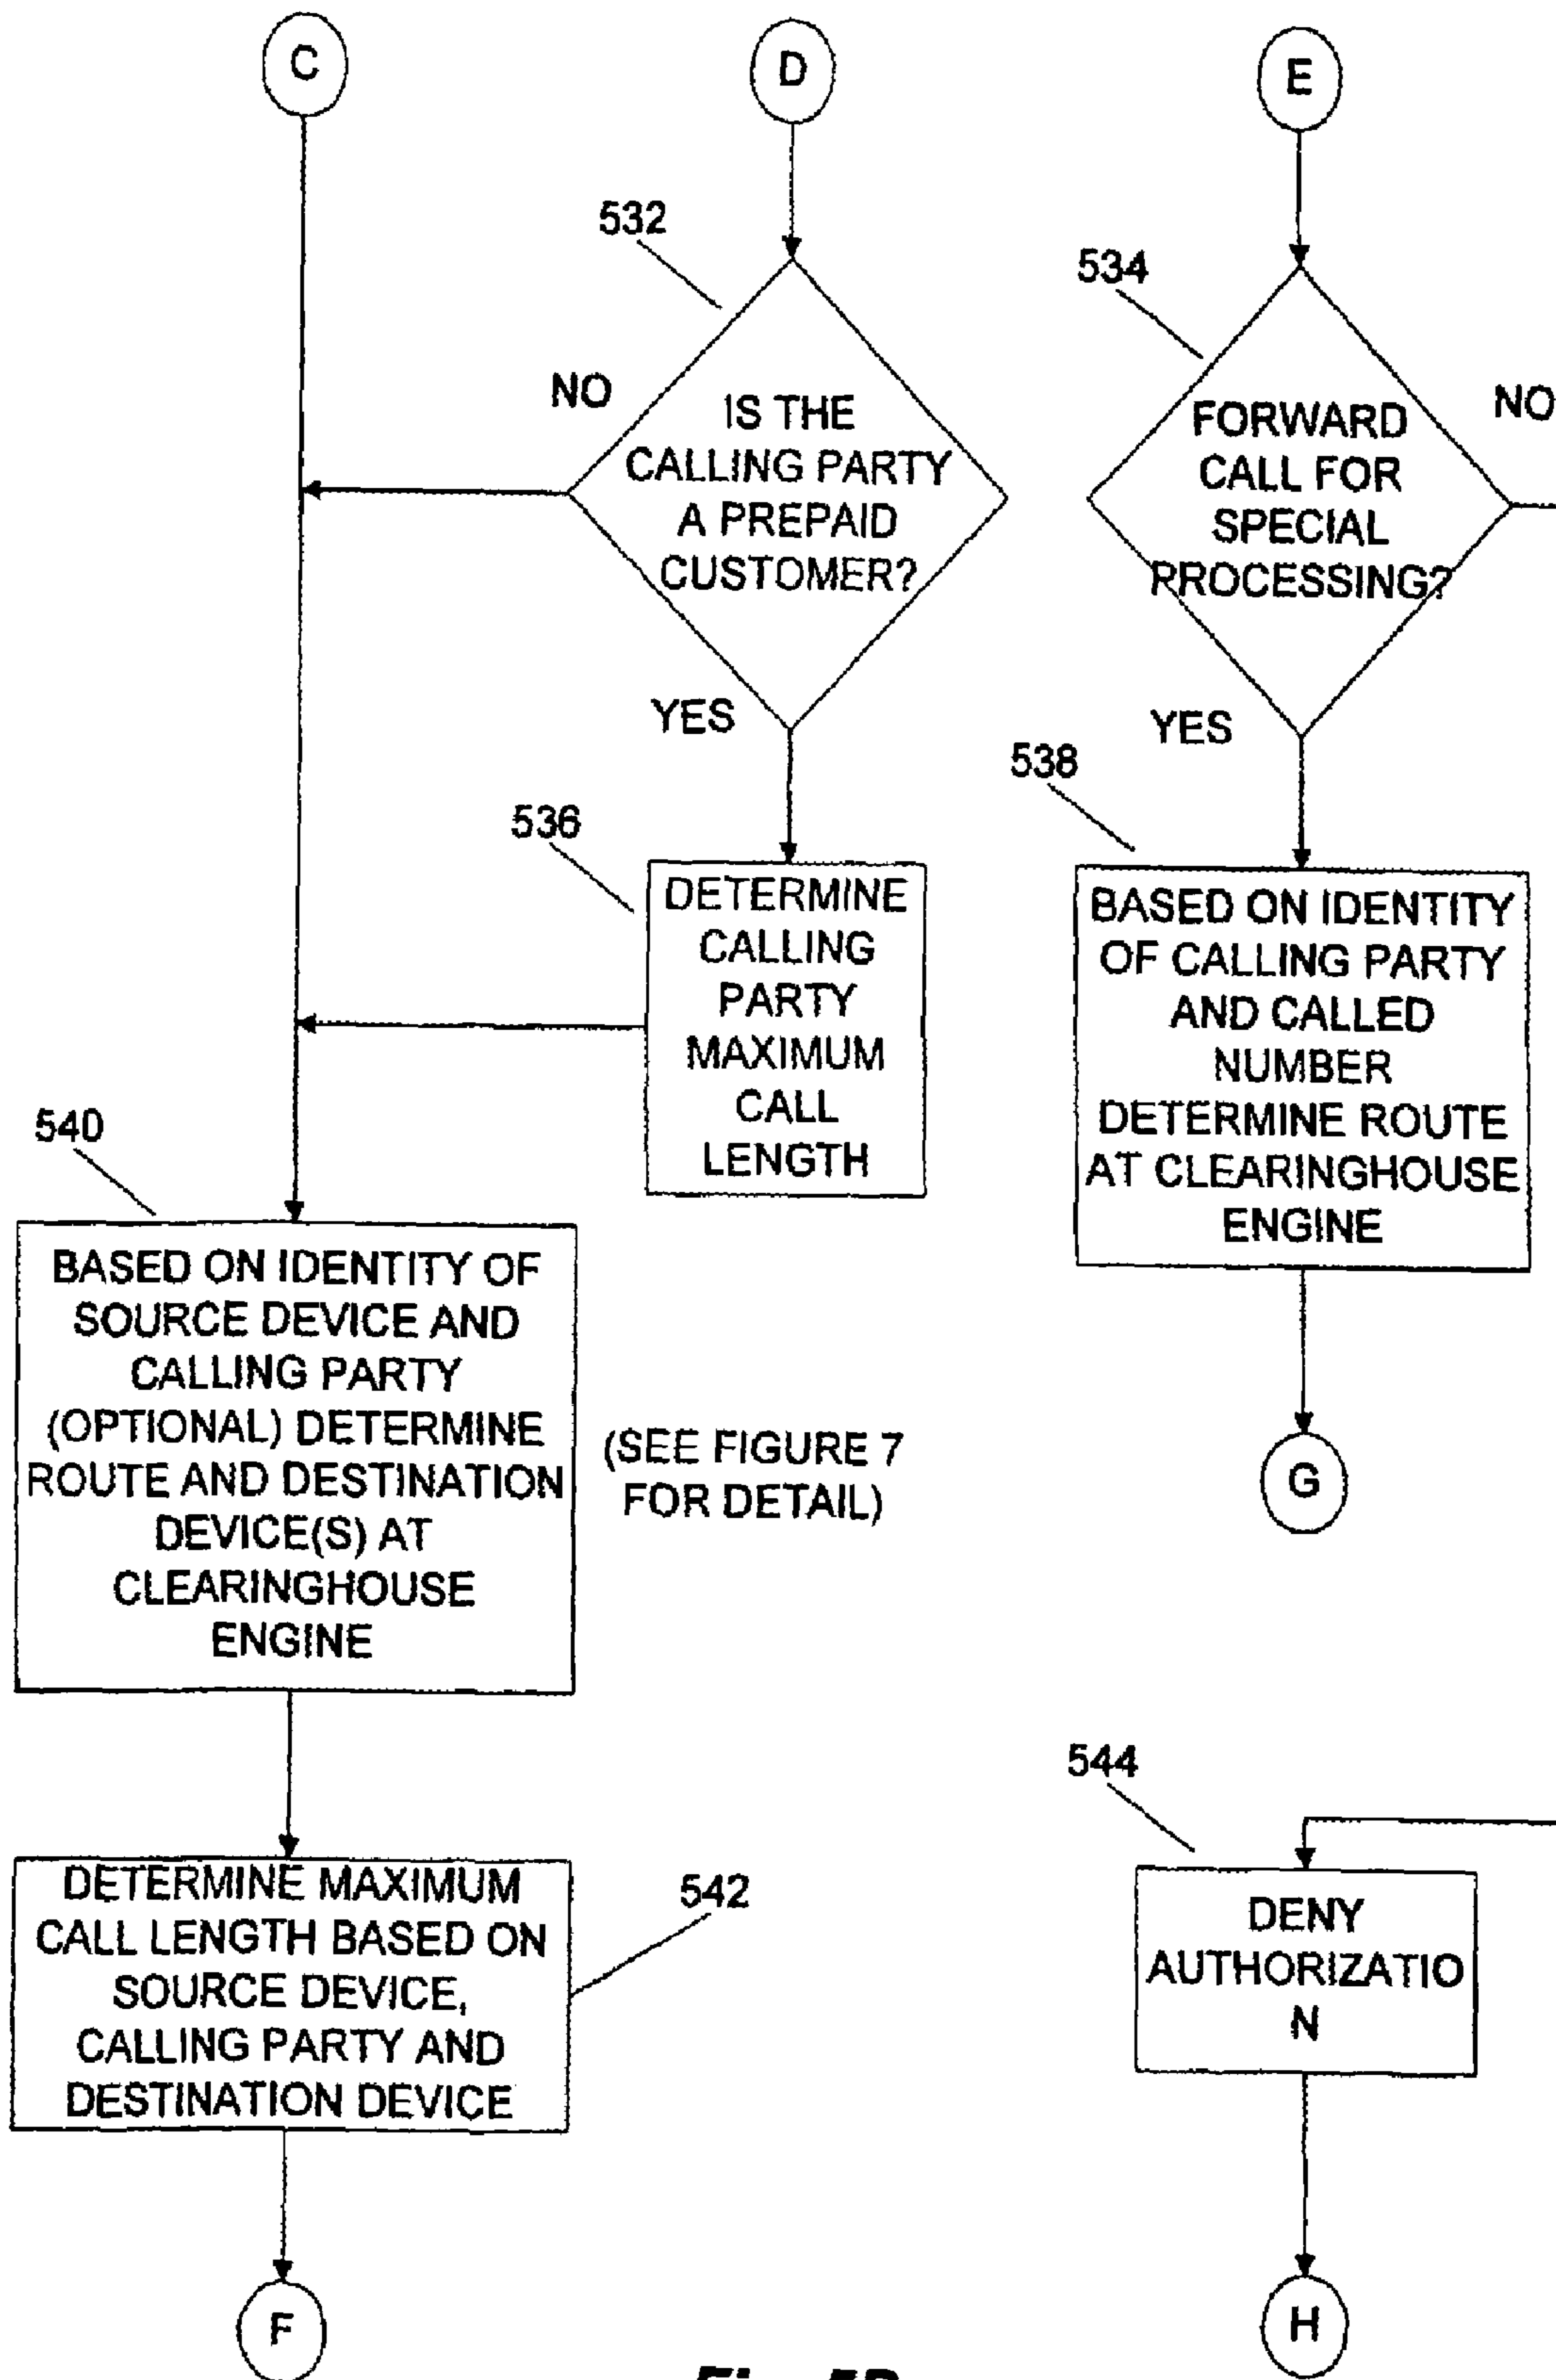 C
D
E
532
534
NO
IS THE
CALLING PARTY
A PREPAID
CUSTOMER?
NO
FORWARD
CALL FOR
SPECIAL
PROCESSING?
YES
YES
536
538
DETERMINE
CALLING
PARTY
MAXIMUM
CALL
LENGTH
BASED ON IDENTITY
OF CALLING PARTY
AND CALLED
NUMBER
DETERMINE ROUTE
AT CLEARINGHOUSE
ENGINE
540
BASED ON IDENTITY OF
SOURCE DEVICE AND
CALLING PARTY
(OPTIONAL) DETERMINE
ROUTE AND DESTINATION
DEVICE(S) AT
CLEARINGHOUSE
ENGINE
(SEE FIGURE 7
FOR DETAIL)
G
544
DETERMINE MAXIMUM
CALL LENGTH BASED ON
SOURCE DEVICE,
CALLING PARTY AND
DESTINATION DEVICE
542
DENY
AUTHORIZATIO
N
F
H